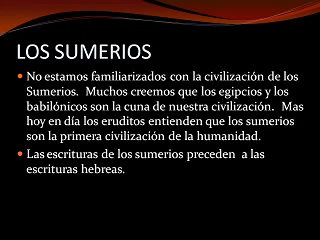 LOS SUMERIOS
No estamos familiarizados con la civilización de los
Sumerios. Muchos creemos que los egipcios y los
babilónicos son la cuna de nuestra civilización. Mas
hoy en día los eruditos entienden que los sumerios
son la primera civilización de la humanidad.
Las escrituras de los sumerios preceden a las
escrituras hebreas.